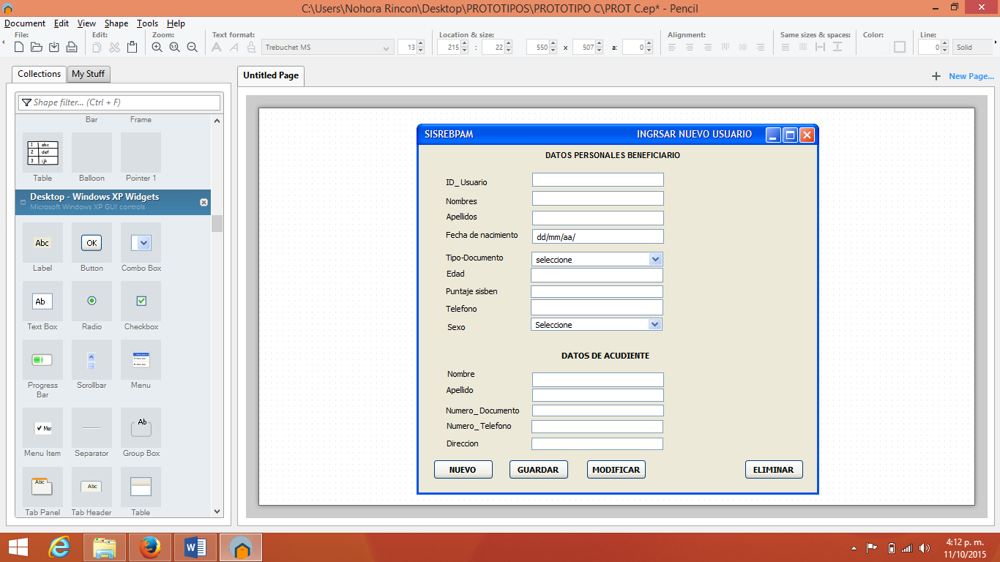 C:\Users\Nohora Rincon\Desktop\PROTOTIPOS\PROTOTIPO C\PROT C.ep* - Pencil
Document Edit View Shape Tools Help
File: Edit: Zoom: Text format: Location & size: Alignment: Same sizes & spaces: Color: Line:
1:1 Trebuchet MS 13 215 : 22 550 x 507 a: 0 0 Solid
Collections My Stuff
Untitled Page
New Page...
Shape filter... (Ctrl + F)
Bar Frame
1 abc
2 def
3 ijk
Table Balloon Pointer 1
Desktop - Windows XP Widgets
Microsoft Windows XP GUI controls
Abc OK
Label Button Combo Box
Ab
Text Box Radio Checkbox
Progress Bar Scrollbar Menu
Mei Ab
Menu Item Separator Group Box
Abc Abc
Tab Panel Tab Header Table
SISREBPAM INGRSAR NUEVO USUARIO
DATOS PERSONALES BENEFICIARIO
ID_Usuario
Nombres
Apellidos
Fecha de nacimiento dd/mm/aa/
Tipo-Documento seleccione
Edad
Puntaje sisben
Telefono
Sexo Seleccione
DATOS DE ACUDIENTE
Nombre
Apellido
Numero_Documento
Numero_Telefono
Direccion
NUEVO GUARDAR MODIFICAR ELIMINAR
4:12 p. m.
11/10/2015